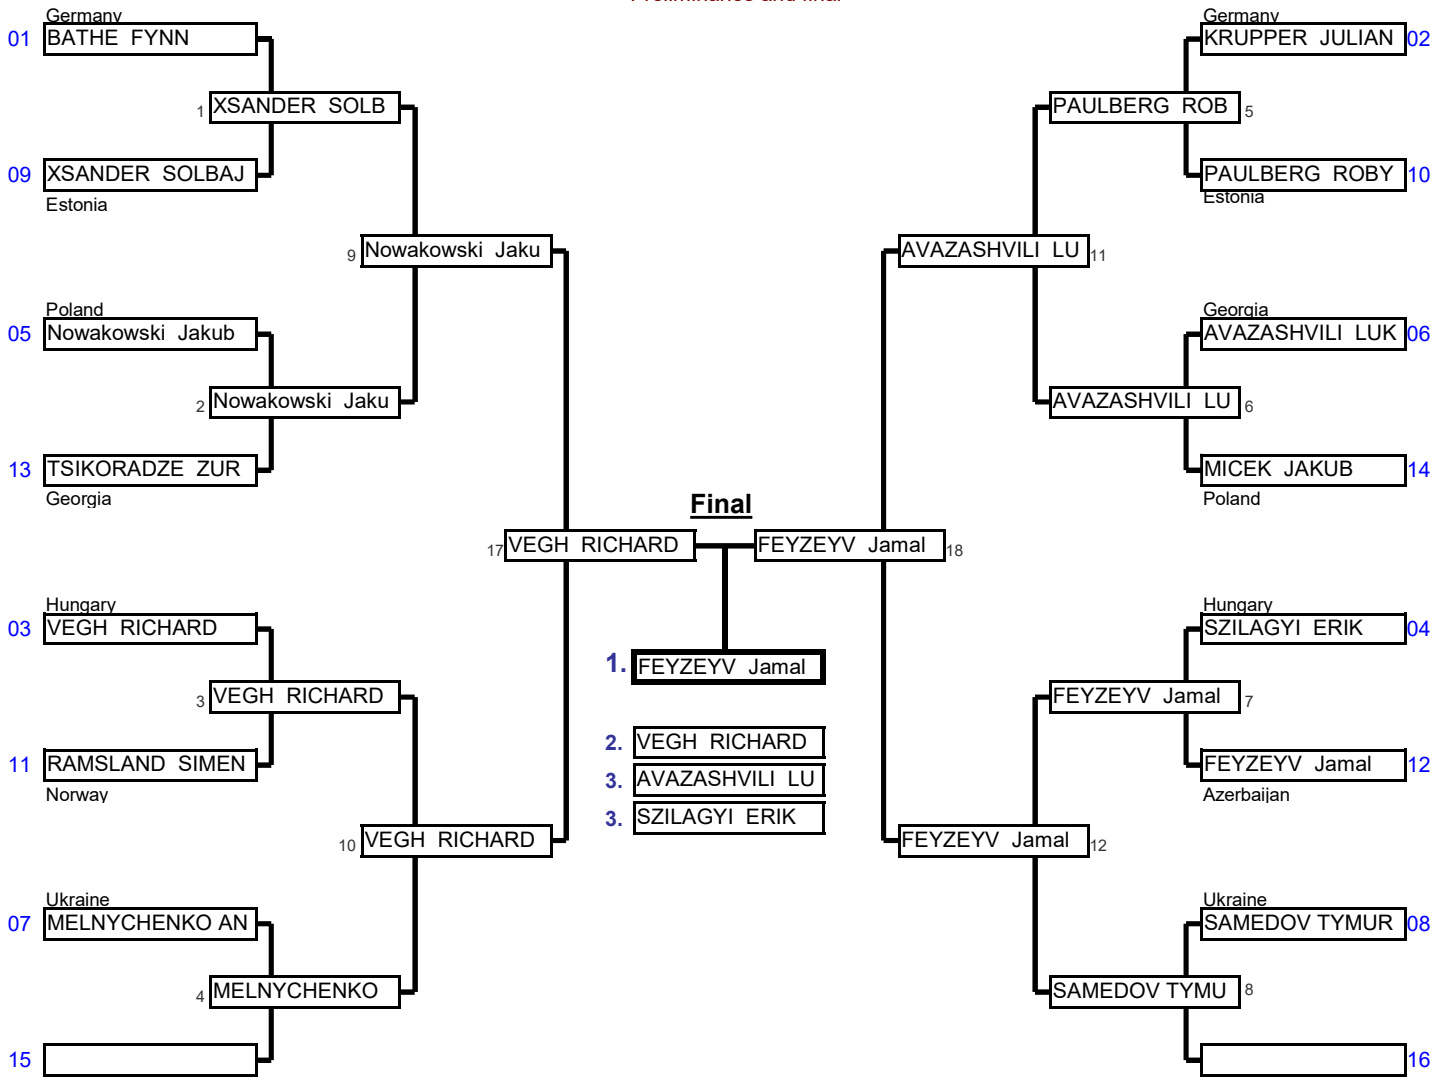 Preliminaries and final
Germany
01 BATHE FYNN
1 XSANDER SOLB
09 XSANDER SOLBAJ
Estonia
9 Nowakowski Jaku
Poland
05 Nowakowski Jakub
2 Nowakowski Jaku
13 TSIKORADZE ZUR
Georgia
17 VEGH RICHARD
Hungary
03 VEGH RICHARD
3 VEGH RICHARD
11 RAMSLAND SIMEN
Norway
10 VEGH RICHARD
Ukraine
07 MELNYCHENKO AN
4 MELNYCHENKO
15
Final
1. FEYZEYV Jamal
2. VEGH RICHARD
3. AVAZASHVILI LU
3. SZILAGYI ERIK
Germany
KRUPPER JULIAN 02
PAULBERG ROB 5
PAULBERG ROBY 10
Estonia
AVAZASHVILI LU 11
Georgia
AVAZASHVILI LUK 06
AVAZASHVILI LU 6
MICEK JAKUB 14
Poland
FEYZEYV Jamal 18
Hungary
SZILAGYI ERIK 04
FEYZEYV Jamal 7
FEYZEYV Jamal 12
Azerbaijan
FEYZEYV Jamal 12
Ukraine
SAMEDOV TYMUR 08
SAMEDOV TYMU 8
16